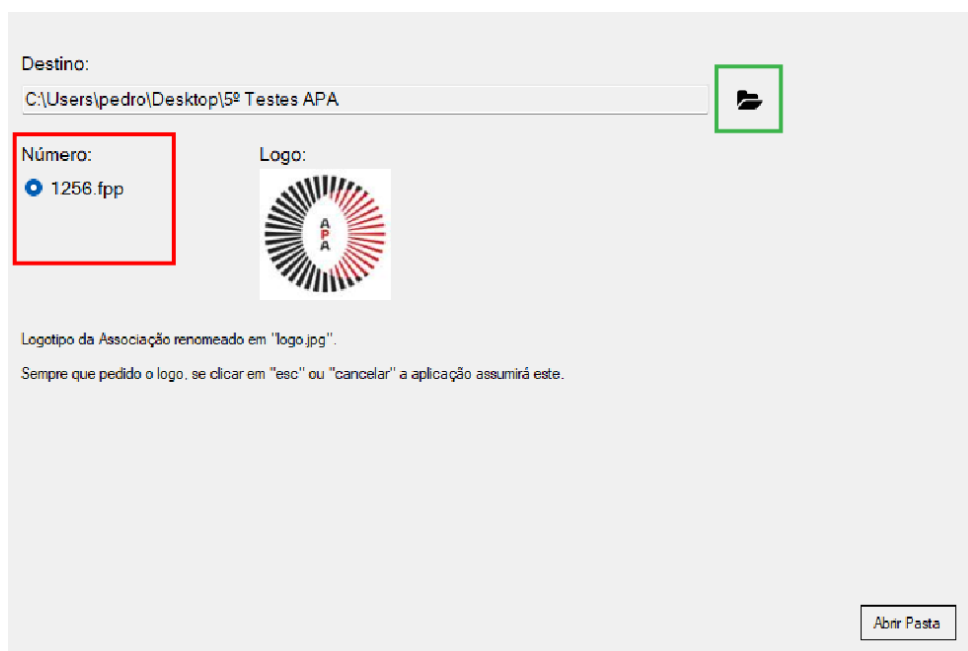 Destino:
C:\Users\pedro\Desktop\5º Testes APA
Número:
Logo:
1256.fpp
A
P
A
Logotipo da Associação renomeado em "logo.jpg".
Sempre que pedido o logo, se clicar em "esc" ou "cancelar" a aplicação assumirá este.
Abrir Pasta